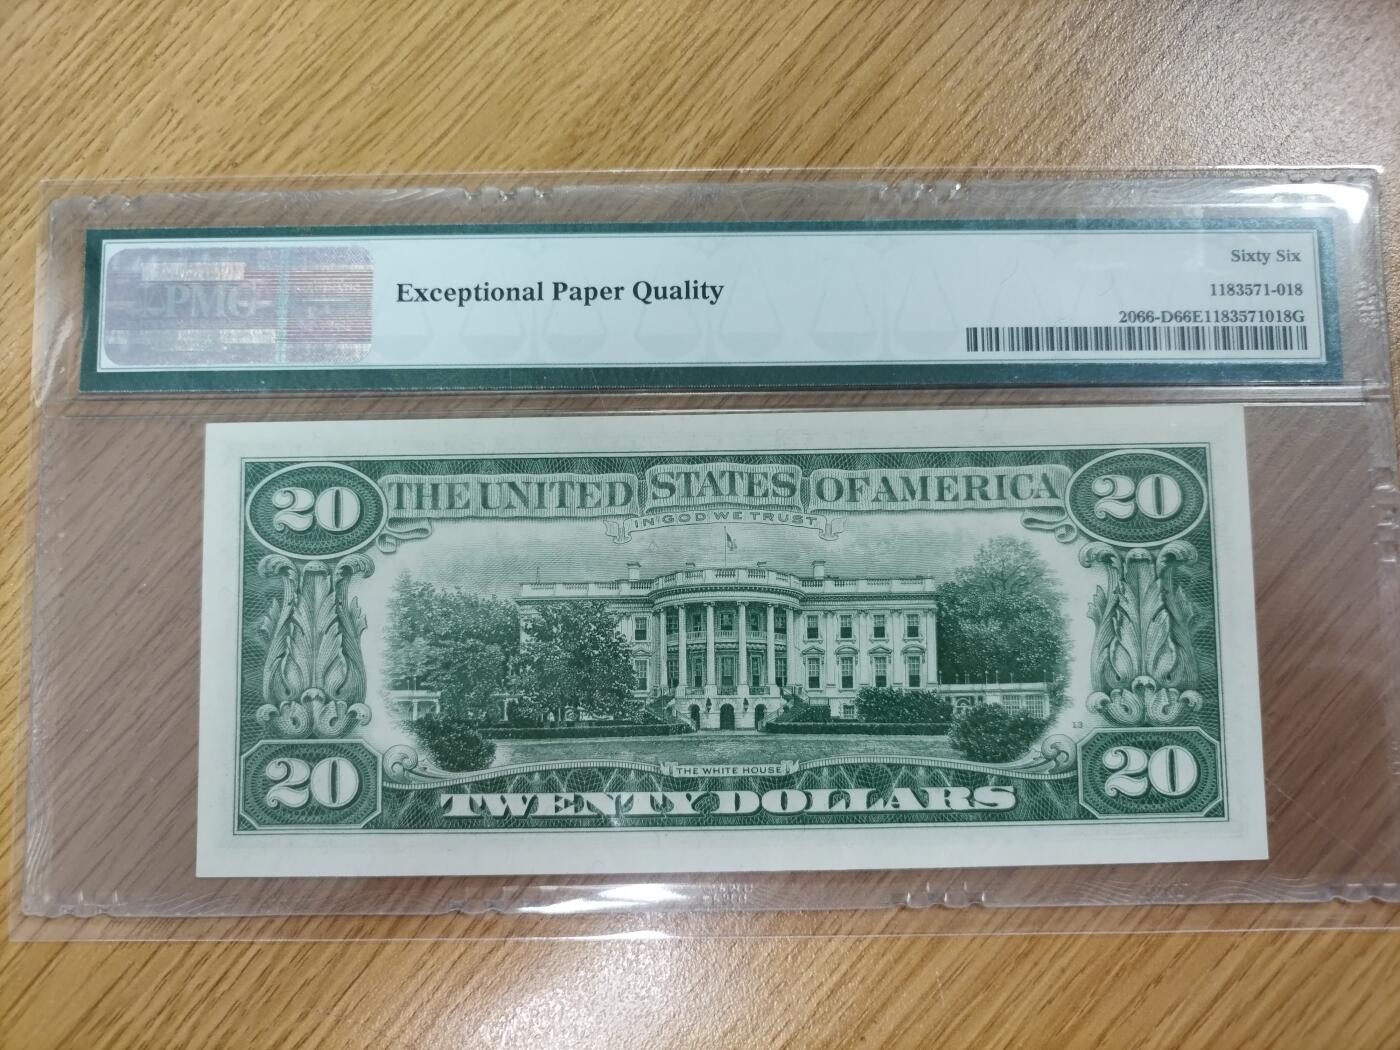 PMG
Exceptional Paper Quality
Sixty Six
1183571-018
2066-D66E1183571018G
20 THE UNITED STATES OF AMERICA 20
IN GOD WE TRUST
13
THE WHITE HOUSE
20 TWENTY DOLLARS 20